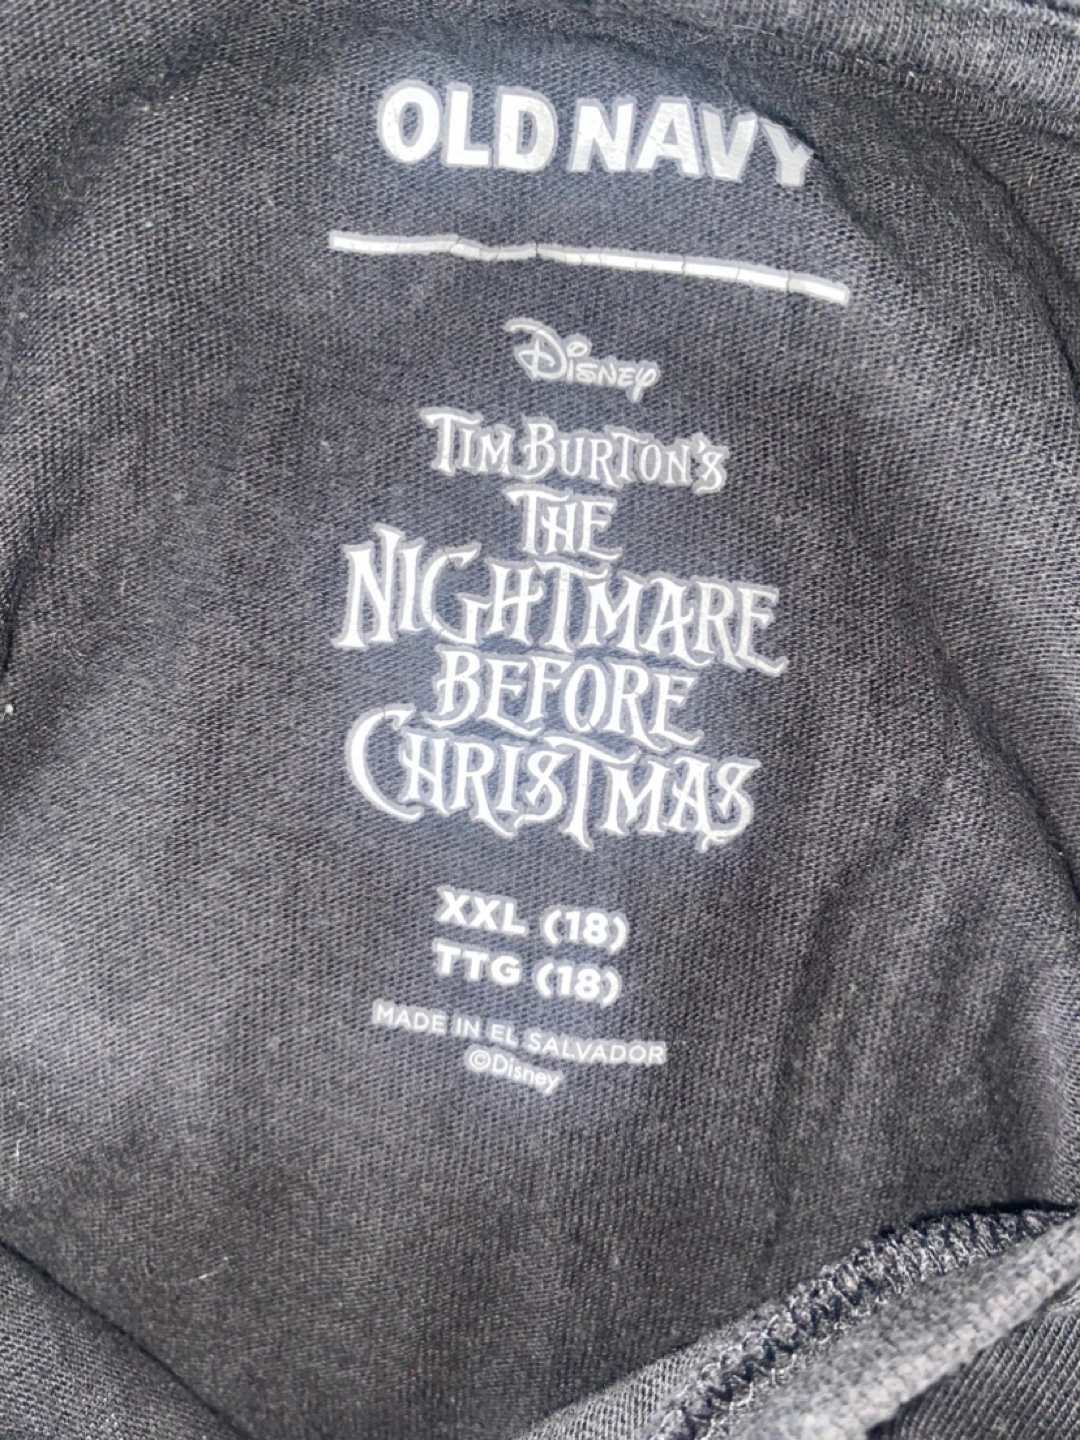 OLD NAVY
Disney
TIM BURTON'S
THE
NIGHTMARE
BEFORE
CHRISTMAS
XXL (18)
TTG (18)
MADE IN EL SALVADOR
©Disney